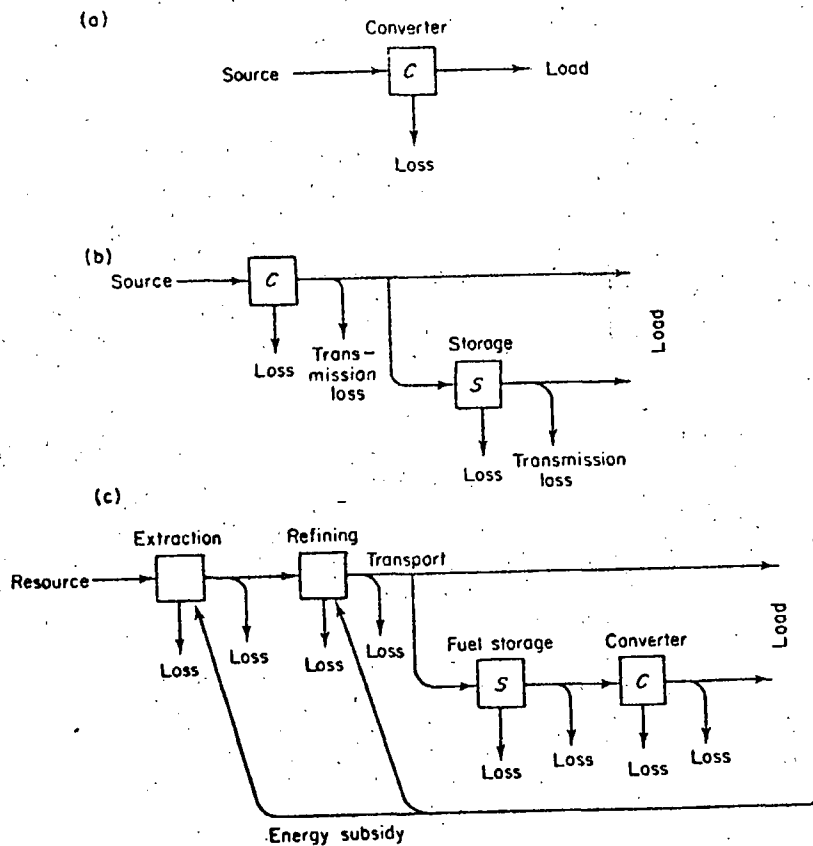 (a)
Converter
Source
C
Load
Loss
(b)
Source
C
Loss
Trans-
mission
loss
Storage
S
Loss
Transmission
loss
Load
(c)
Extraction
Refining
Transport
Resource
Loss
Loss
Loss
Loss
Fuel storage
Converter
S
C
Loss
Loss
Loss
Loss
Load
Energy subsidy